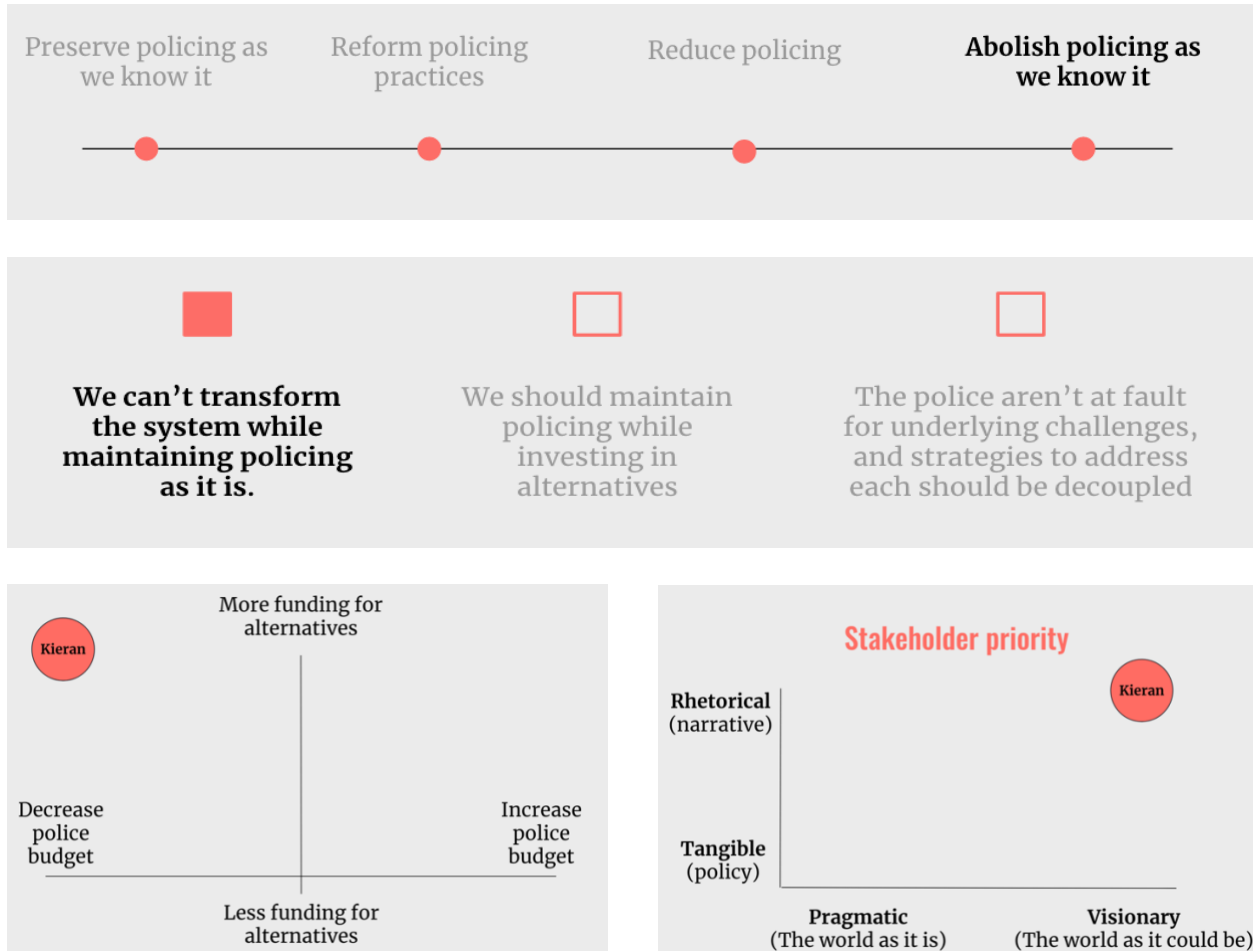 Preserve policing as
we know it
Reform policing
practices
Reduce policing
Abolish policing as
we know it
We can’t transform
the system while
maintaining policing
as it is.
We should maintain
policing while
investing in
alternatives
The police aren’t at fault
for underlying challenges,
and strategies to address
each should be decoupled
More funding for
alternatives
Kieran
Decrease
police
budget
Increase
police
budget
Less funding for
alternatives
Stakeholder priority
Kieran
Rhetorical
(narrative)
Tangible
(policy)
Pragmatic
(The world as it is)
Visionary
(The world as it could be)